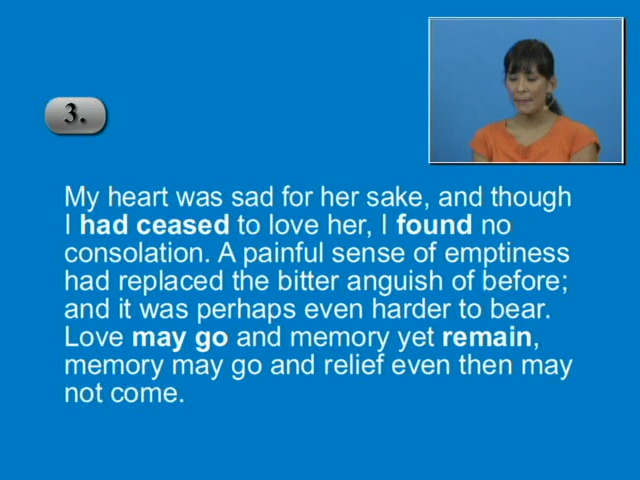 3.
My heart was sad for her sake, and though
I had ceased to love her, I found no
consolation. A painful sense of emptiness
had replaced the bitter anguish of before;
and it was perhaps even harder to bear.
Love may go and memory yet remain,
memory may go and relief even then may
not come.